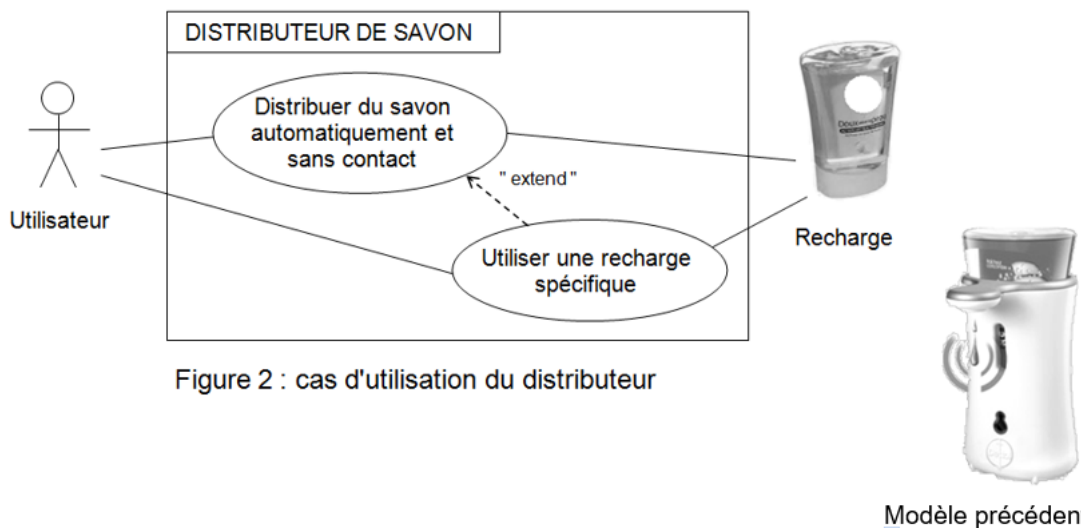 DISTRIBUTEUR DE SAVON
Distribuer du savon
automatiquement et
sans contact
" extend "
Utilisateur
Utiliser une recharge
spécifique
Recharge
Figure 2 : cas d'utilisation du distributeur
Modèle précéden